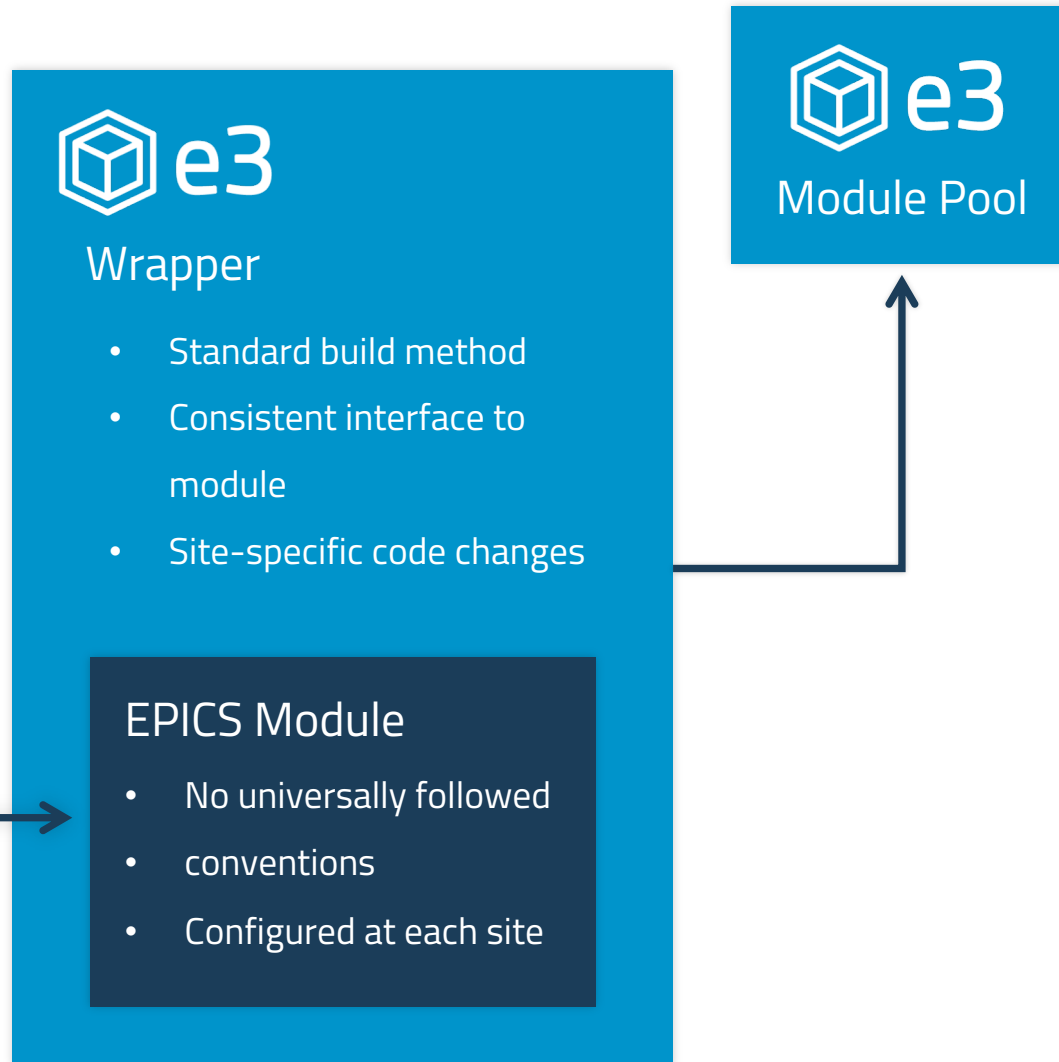 e3
Wrapper
• Standard build method
• Consistent interface to
module
• Site-specific code changes
EPICS Module
• No universally followed
• conventions
• Configured at each site
e3
Module Pool